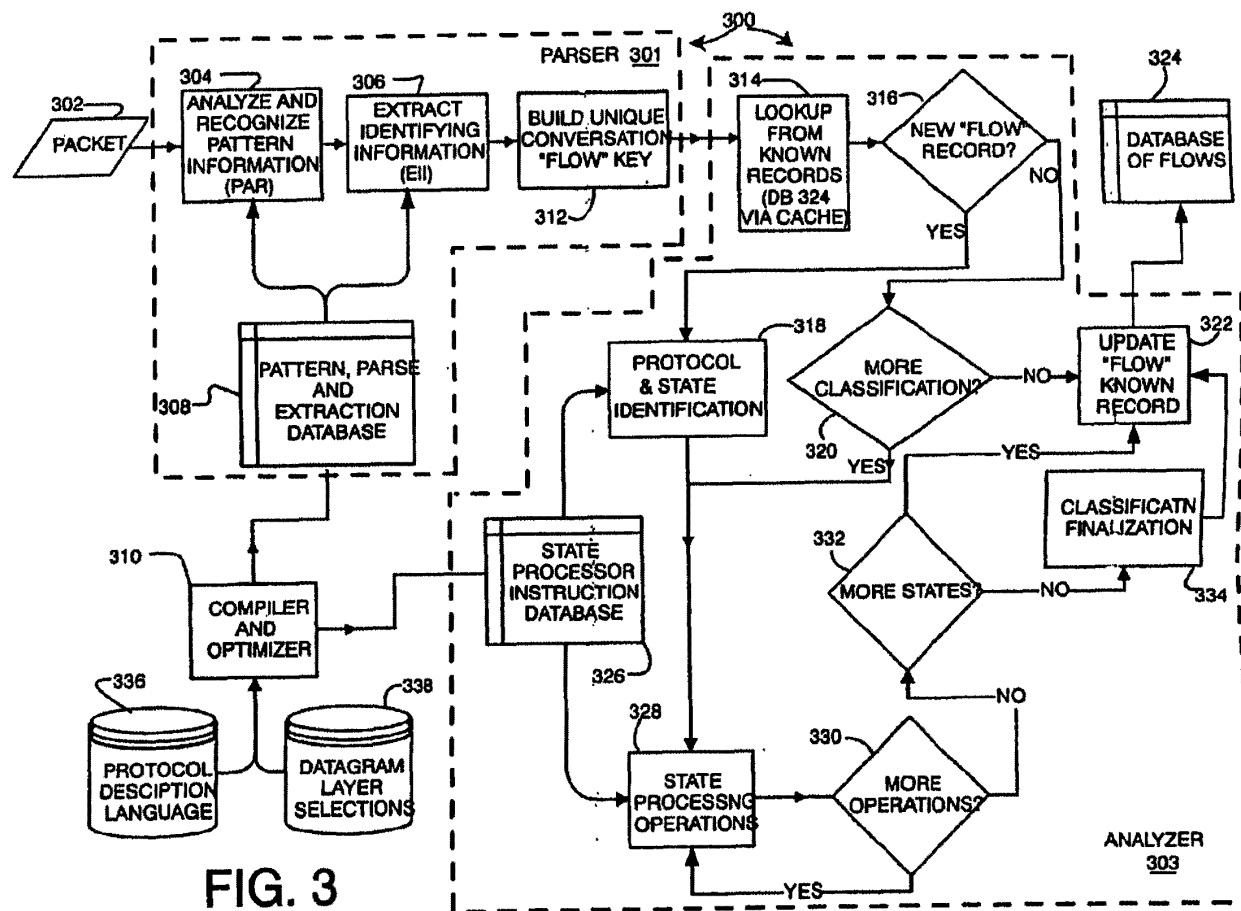 300
PARSER 301
302
PACKET
304
ANALYZE AND
RECOGNIZE
PATTERN
INFORMATION
(PAR)
306
EXTRACT
IDENTIFYING
INFORMATION
(EII)
BUILD UNIQUE
CONVERSATION
"FLOW" KEY
312
314
LOOKUP
FROM
KNOWN
RECORDS
(DB 324
VIA CACHE)
316
NEW "FLOW"
RECORD?
NO
YES
324
DATABASE
OF FLOWS
308
PATTERN, PARSE
AND
EXTRACTION
DATABASE
318
PROTOCOL
& STATE
IDENTIFICATION
MORE
CLASSIFICATION?
320
NO
YES
322
UPDATE
"FLOW"
KNOWN
RECORD
YES
CLASSIFICATN
FINALIZATION
334
332
MORE STATES?
NO
310
COMPILER
AND
OPTIMIZER
STATE
PROCESSOR
INSTRUCTION
DATABASE
326
336
PROTOCOL
DESCIPTION
LANGUAGE
338
DATAGRAM
LAYER
SELECTIONS
328
STATE
PROCESSNG
OPERATIONS
330
MORE
OPERATIONS?
NO
YES
ANALYZER
303
FIG. 3